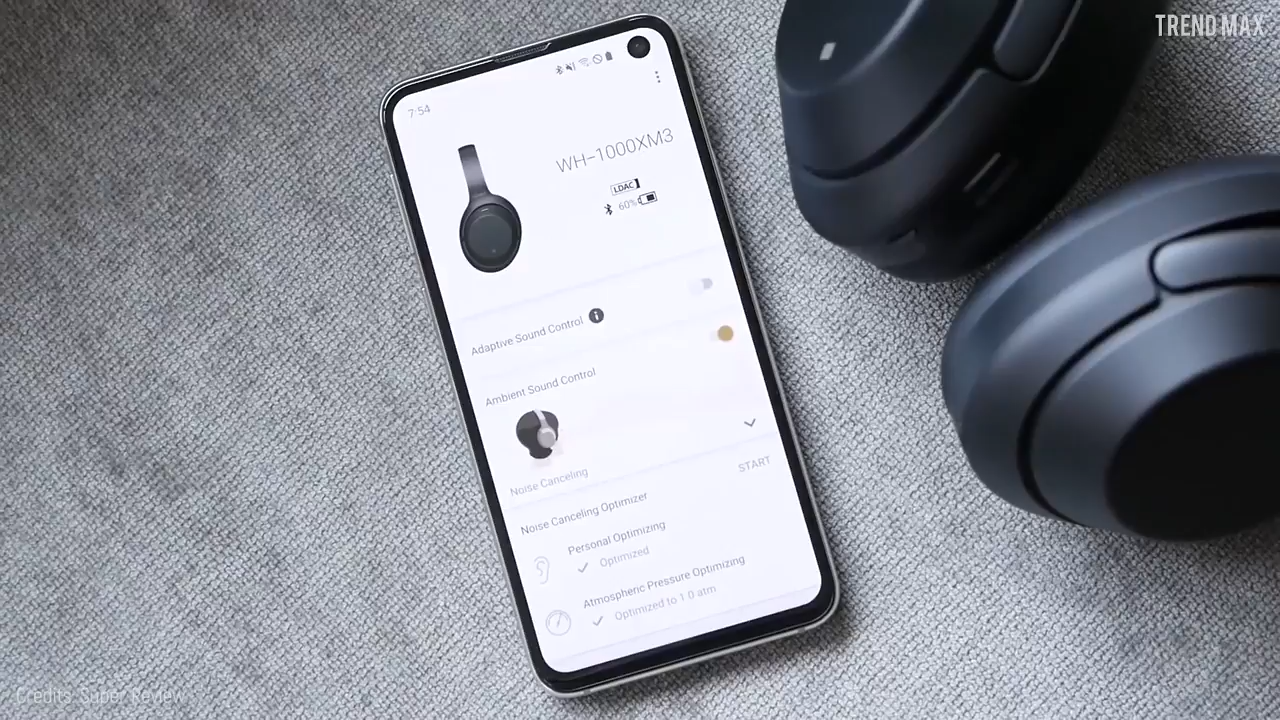 TREND MAX
7:54
WH-1000XM3
LDAC
60%
Adaptive Sound Control
Ambient Sound Control
Noise Canceling
START
Noise Canceling Optimizer
Personal Optimizing
Optimized
Atmospheric Pressure Optimizing
Optimized to 1.0 atm
Credits: Super Review